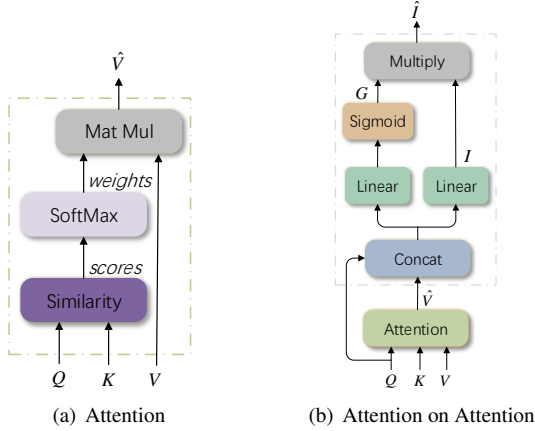 V̂
Mat Mul
weights
SoftMax
scores
Similarity
Q K V
(a) Attention
Î
Multiply
G
Sigmoid
I
Linear Linear
Concat
V̂
Attention
Q K V
(b) Attention on Attention